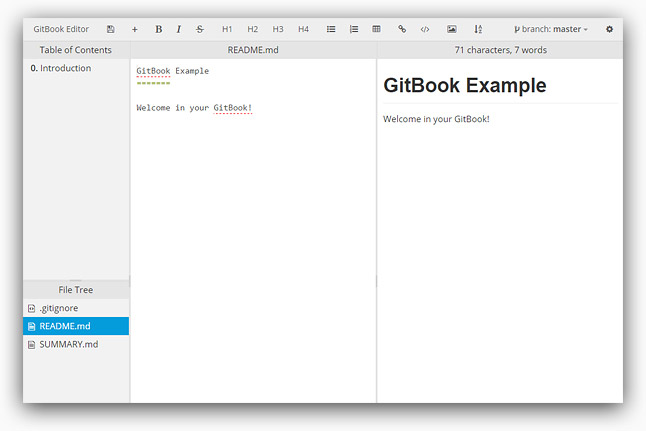 GitBook Editor + B I S H1 H2 H3 H4 branch: master
Table of Contents README.md 71 characters, 7 words
0. Introduction
GitBook Example
=======
Welcome in your GitBook!
GitBook Example
Welcome in your GitBook!
File Tree
.gitignore
README.md
SUMMARY.md